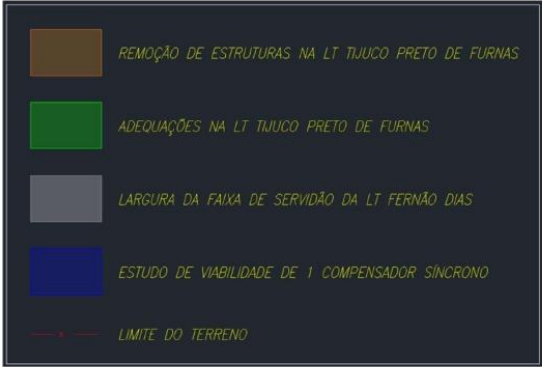 REMOÇÃO DE ESTRUTURAS NA LT TIJUCO PRETO DE FURNAS
ADEQUAÇÕES NA LT TIJUCO PRETO DE FURNAS
LARGURA DA FAIXA DE SERVIDÃO DA LT FERNÃO DIAS
ESTUDO DE VIABILIDADE DE 1 COMPENSADOR SÍNCRONO
LIMITE DO TERRENO